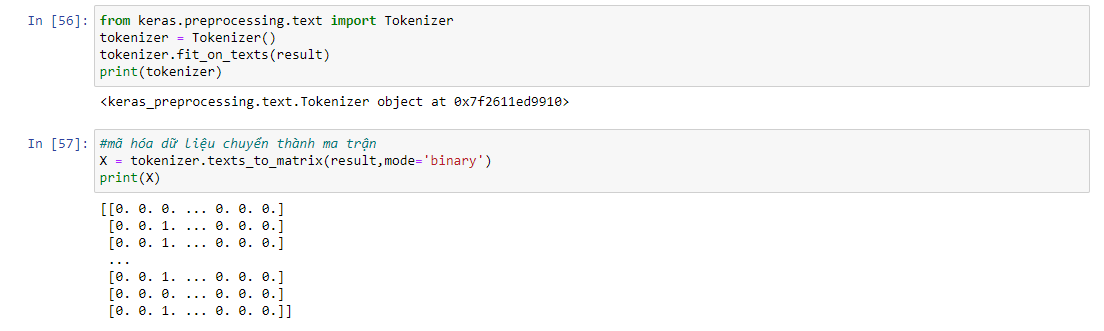 In [56]: from keras.preprocessing.text import Tokenizer
tokenizer = Tokenizer()
tokenizer.fit_on_texts(result)
print(tokenizer)
<keras_preprocessing.text.Tokenizer object at 0x7f2611ed9910>
In [57]: #mã hóa dữ liệu chuyển thành ma trận
X = tokenizer.texts_to_matrix(result,mode='binary')
print(X)
[[0. 0. 0. ... 0. 0. 0.]
[0. 0. 1. ... 0. 0. 0.]
[0. 0. 1. ... 0. 0. 0.]
...
[0. 0. 1. ... 0. 0. 0.]
[0. 0. 0. ... 0. 0. 0.]
[0. 0. 1. ... 0. 0. 0.]]